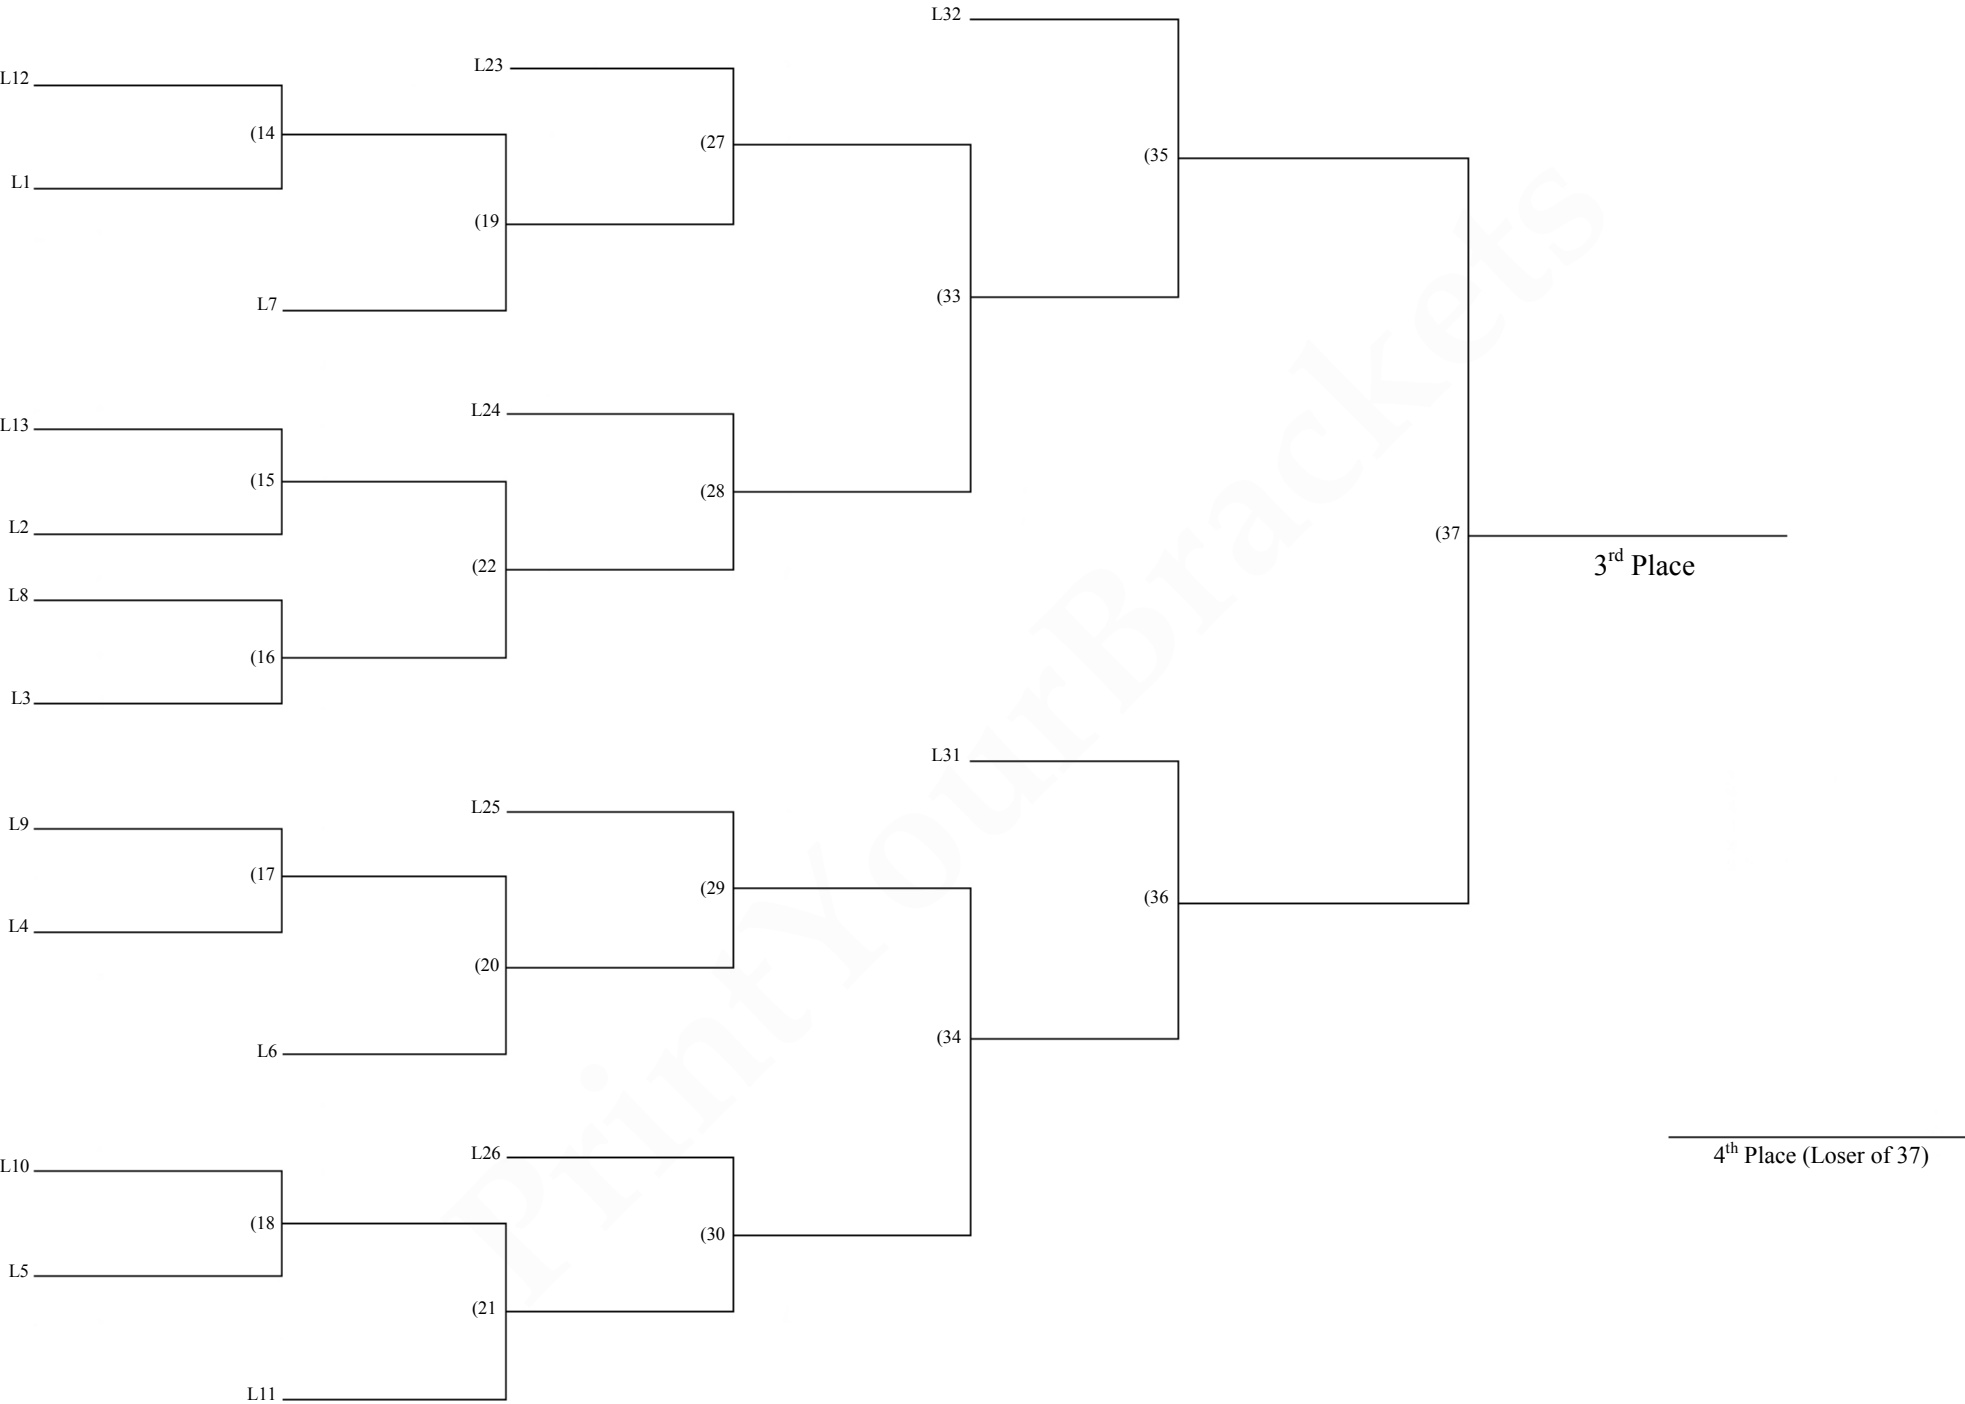 L32
L23
L12
(14
(27
(35
L1
(19
(33
L7
L24
L13
(15
(28
L2
(37
(22
3rd Place
L8
(16
L3
L31
L25
L9
(17
(29
(36
L4
(20
(34
L6
L26
4th Place (Loser of 37)
L10
(18
(30
L5
(21
L11
PrintYourBrackets